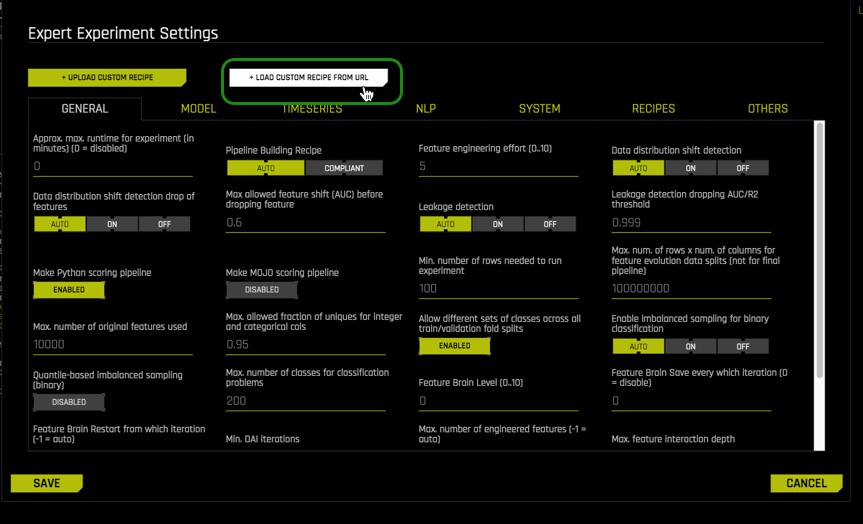 Expert Experiment Settings
+ UPLOAD CUSTOM RECIPE
+ LOAD CUSTOM RECIPE FROM URL
GENERAL
MODEL
TIMESERIES
NLP
SYSTEM
RECIPES
OTHERS
Approx. max. runtime for experiment (in
minutes) (0 = disabled)
0
Pipeline Building Recipe
AUTO COMPLIANT
Feature engineering effort (0..10)
5
Data distribution shift detection
AUTO ON OFF
Data distribution shift detection drop of
features
AUTO ON OFF
Max allowed feature shift (AUC) before
dropping feature
0.6
Leakage detection
AUTO ON OFF
Leakage detection dropping AUC/R2
threshold
0.999
Make Python scoring pipeline
ENABLED
Make MOJO scoring pipeline
DISABLED
Min. number of rows needed to run
experiment
100
Max. num. of rows x num. of columns for
feature evolution data splits (not for final
pipeline)
100000000
Max. number of original features used
10000
Max. allowed fraction of uniques for integer
and categorical cols
0.95
Allow different sets of classes across all
train/validation fold splits
ENABLED
Enable imbalanced sampling for binary
classification
AUTO ON OFF
Quantile-based imbalanced sampling
(binary)
DISABLED
Max. number of classes for classification
problems
200
Feature Brain Level (0..10)
0
Feature Brain Save every which iteration (0
= disable)
0
Feature Brain Restart from which iteration
(-1 = auto)
Min. DAI iterations
Max. number of engineered features (-1 =
auto)
Max. feature interaction depth
SAVE
CANCEL